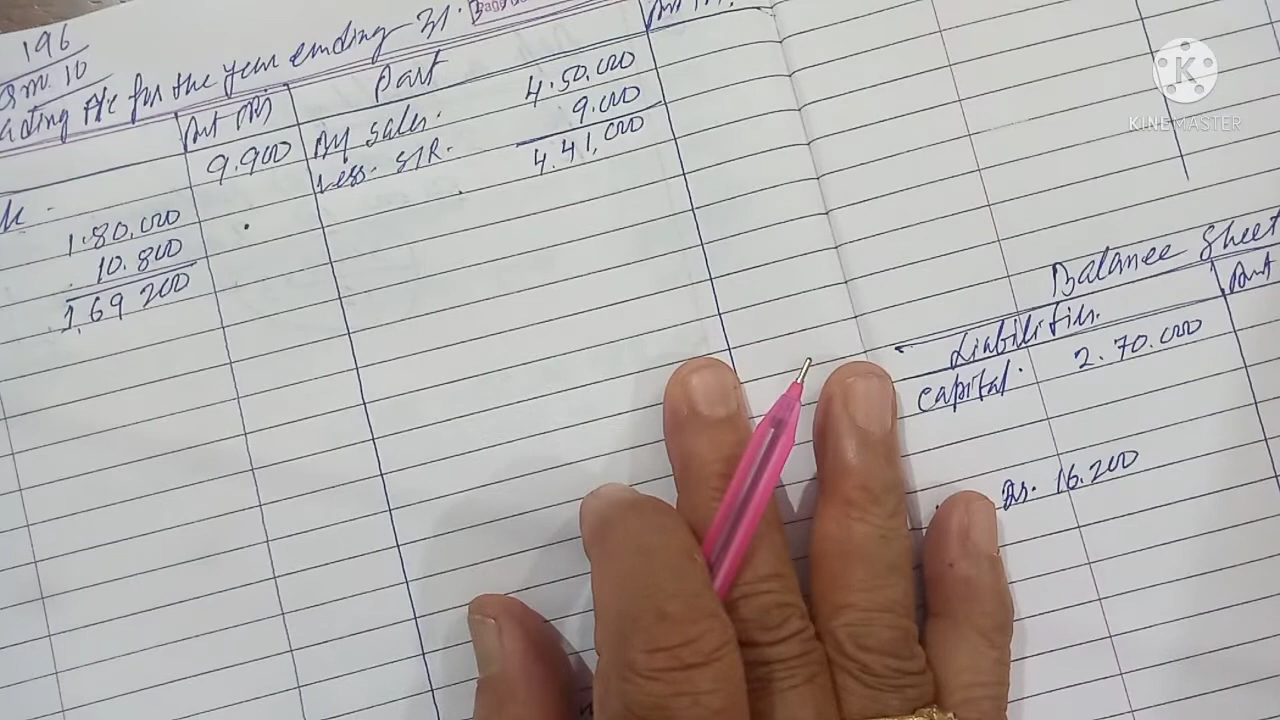 196
10
A/c for the year ending 31.
Amt (Rs) Part
9.900 By sales. 4.50.000
Less. S/R. 9.000
4.41,000
1.80.000
10.800
1,69 200
Balance Sheet
Liabilities. Amt
capital. 2.70.000
Rs. 16.200
K
KINEMASTER